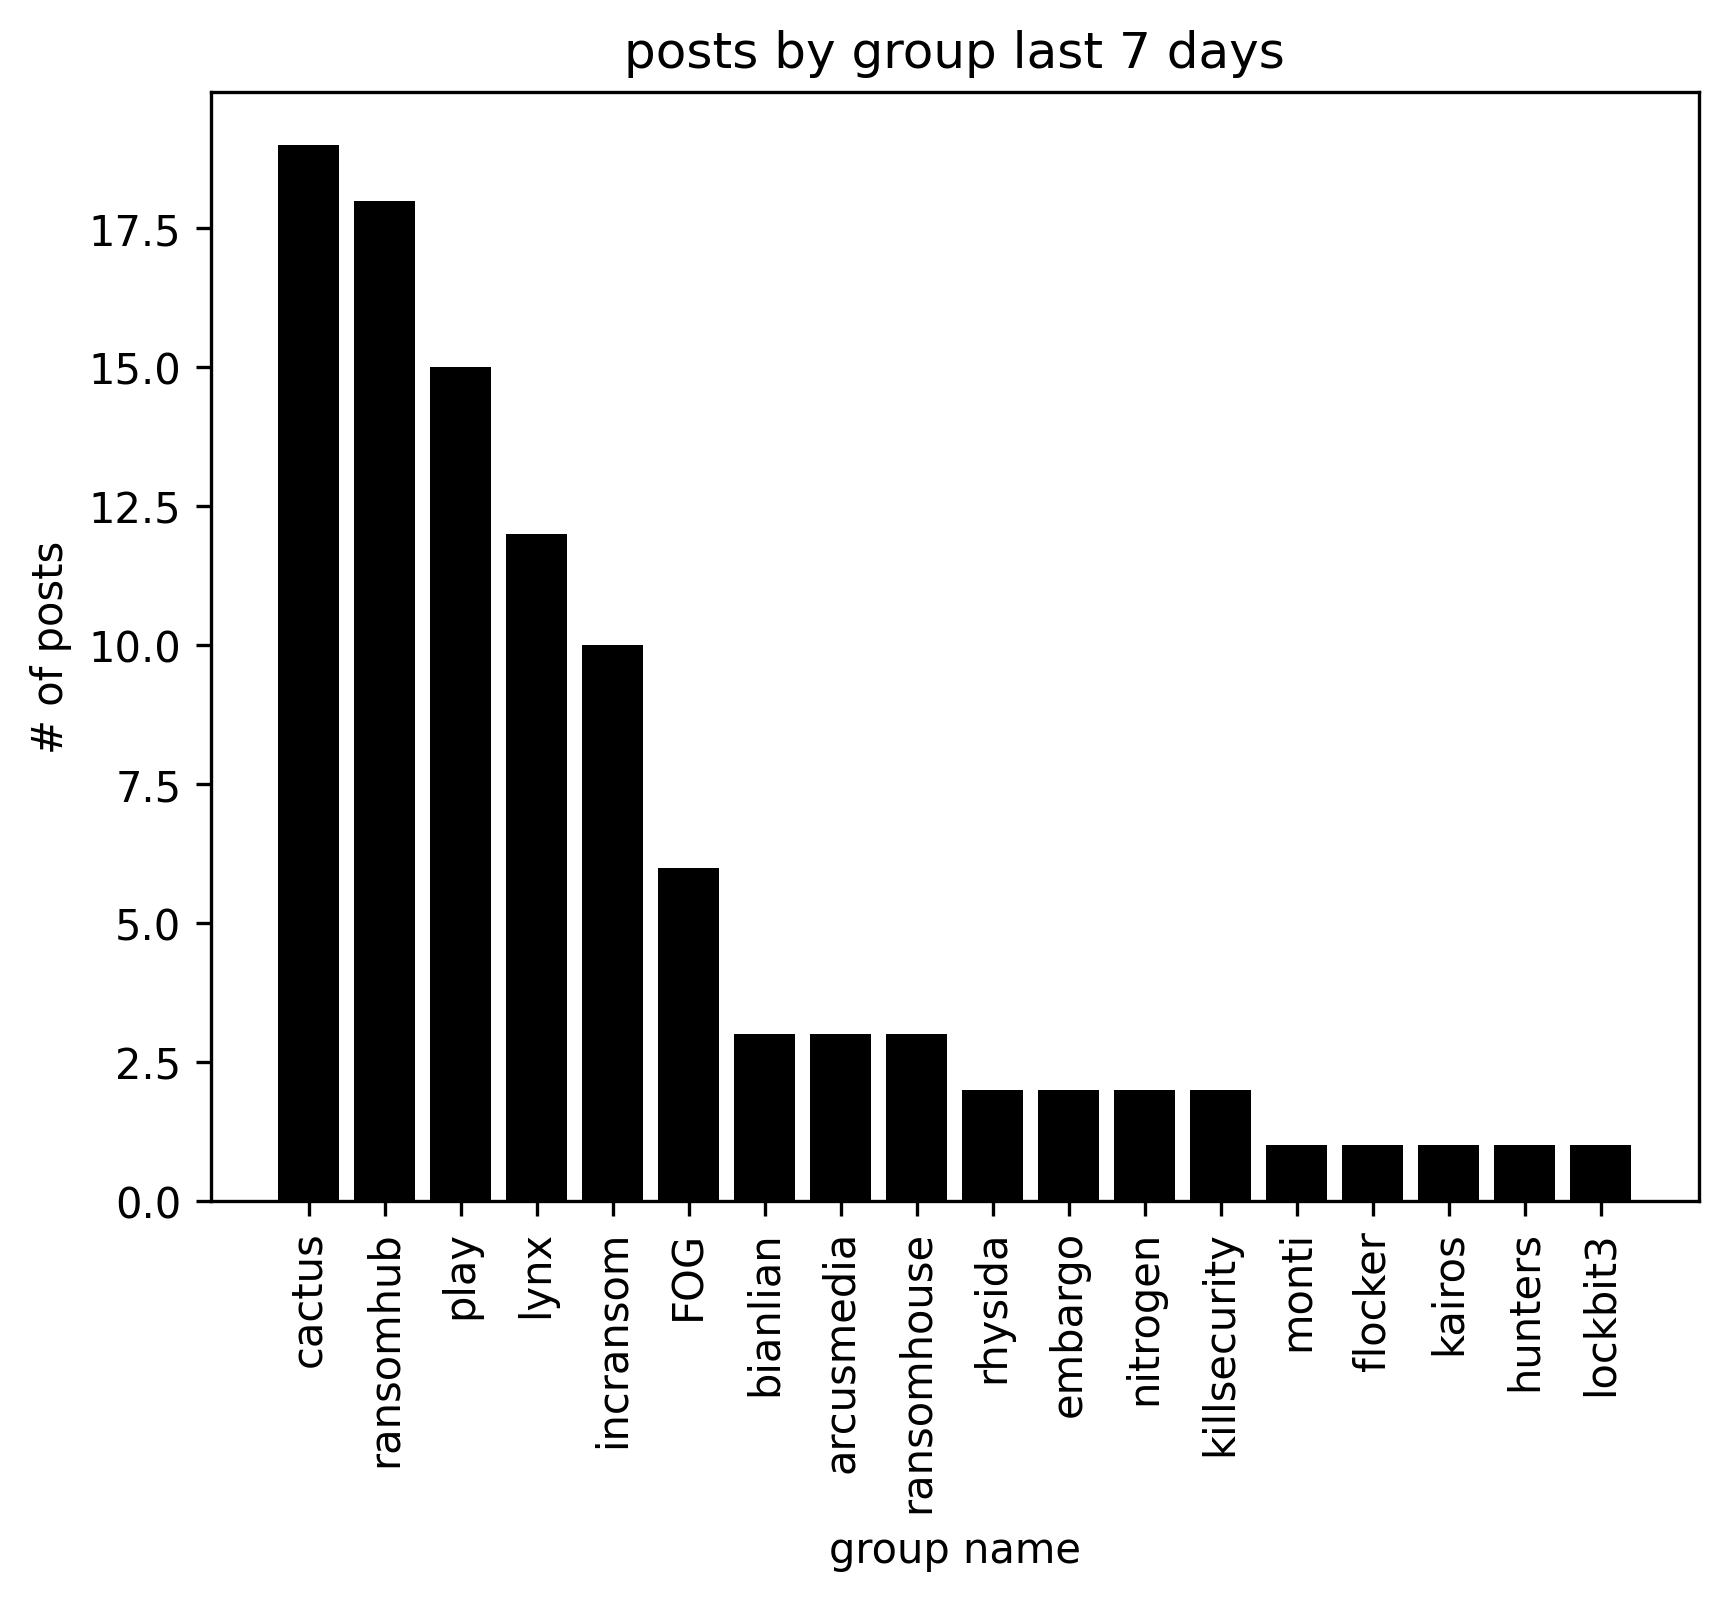 posts by group last 7 days
# of posts
17.5
15.0
12.5
10.0
7.5
5.0
2.5
0.0
cactus
ransomhub
play
lynx
incransom
FOG
bianlian
arcusmedia
ransomhouse
rhysida
embargo
nitrogen
killsecurity
monti
flocker
kairos
hunters
lockbit3
group name